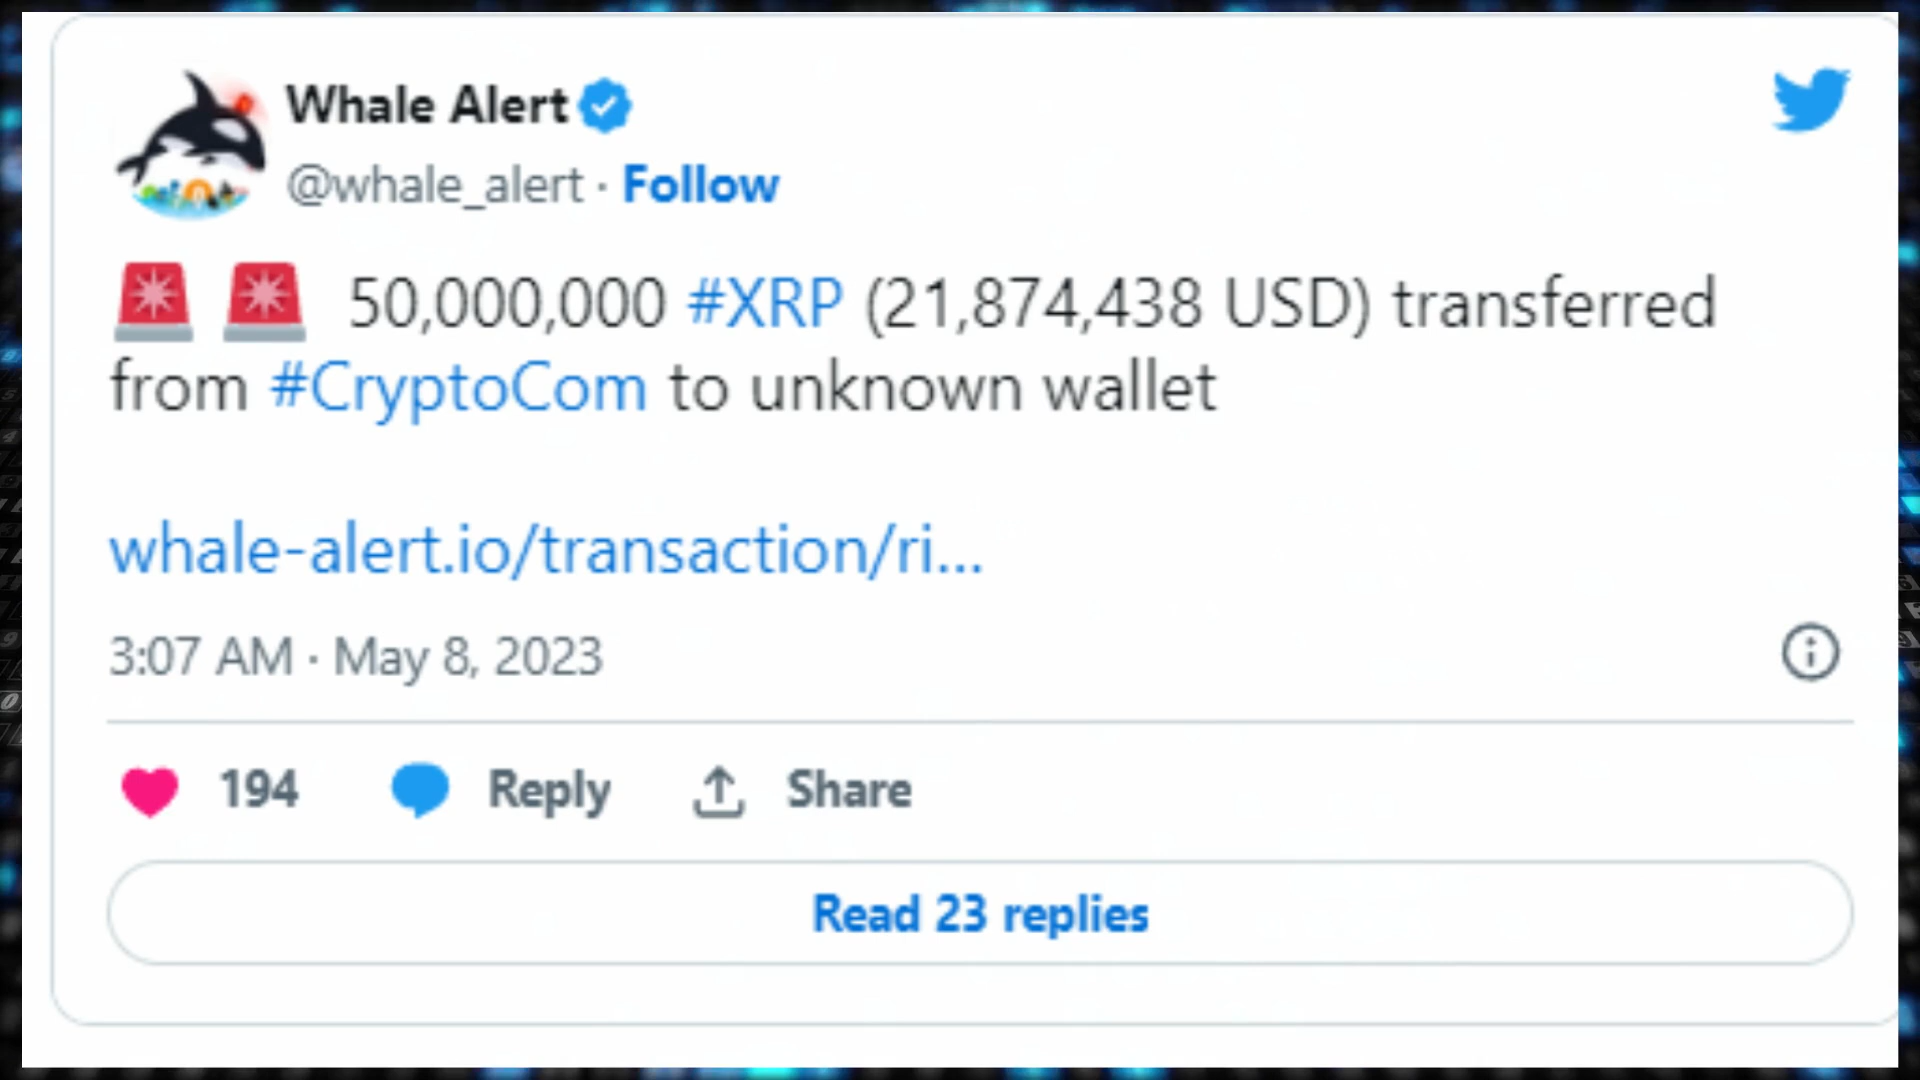 Whale Alert
@whale_alert · Follow
🚨 🚨 50,000,000 #XRP (21,874,438 USD) transferred
from #CryptoCom to unknown wallet
whale-alert.io/transaction/ri...
3:07 AM · May 8, 2023
194 Reply Share
Read 23 replies